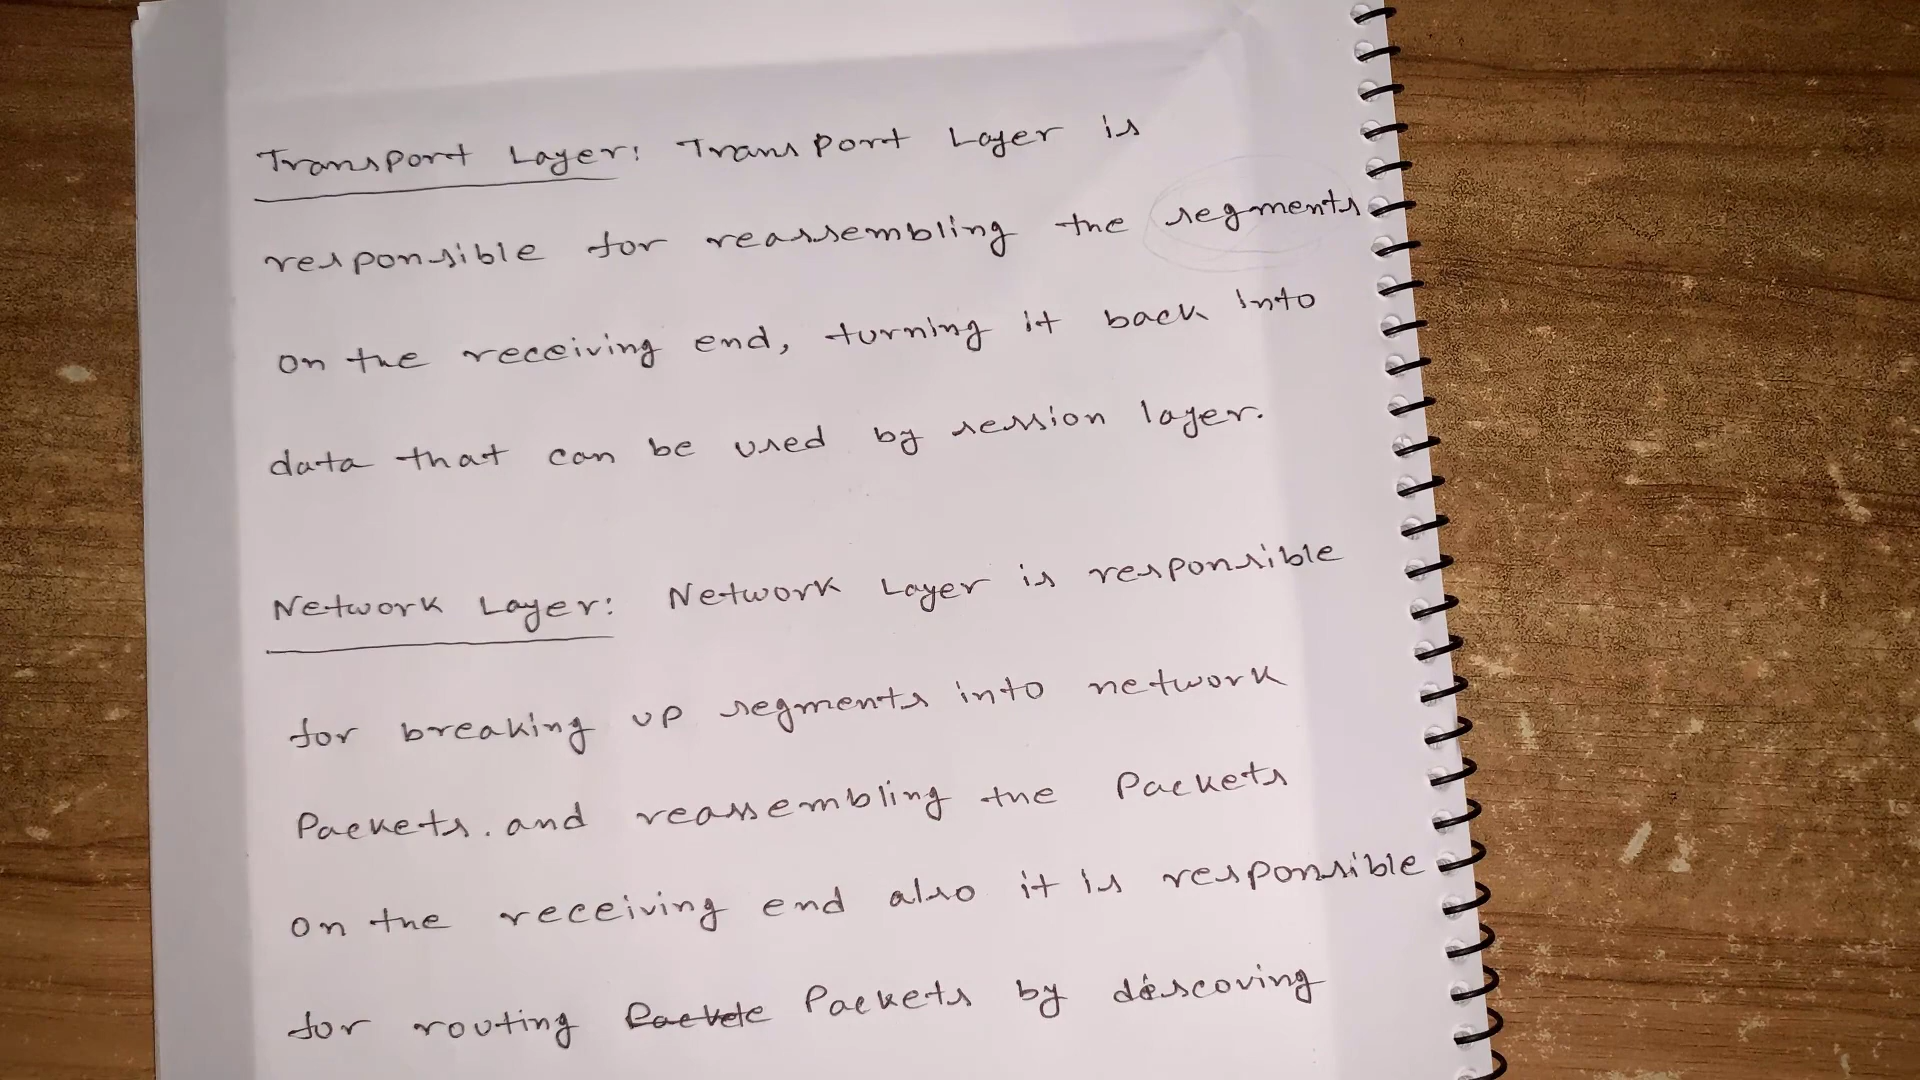 Transport Layer: Transport Layer is
responsible for reassembling the segments
on the receiving end, turning it back into
data that can be used by session layer.
Network Layer: Network Layer is responsible
for breaking up segments into network
Packets. and reassembling the Packets
on the receiving end also it is responsible
for routing Packets by discoving